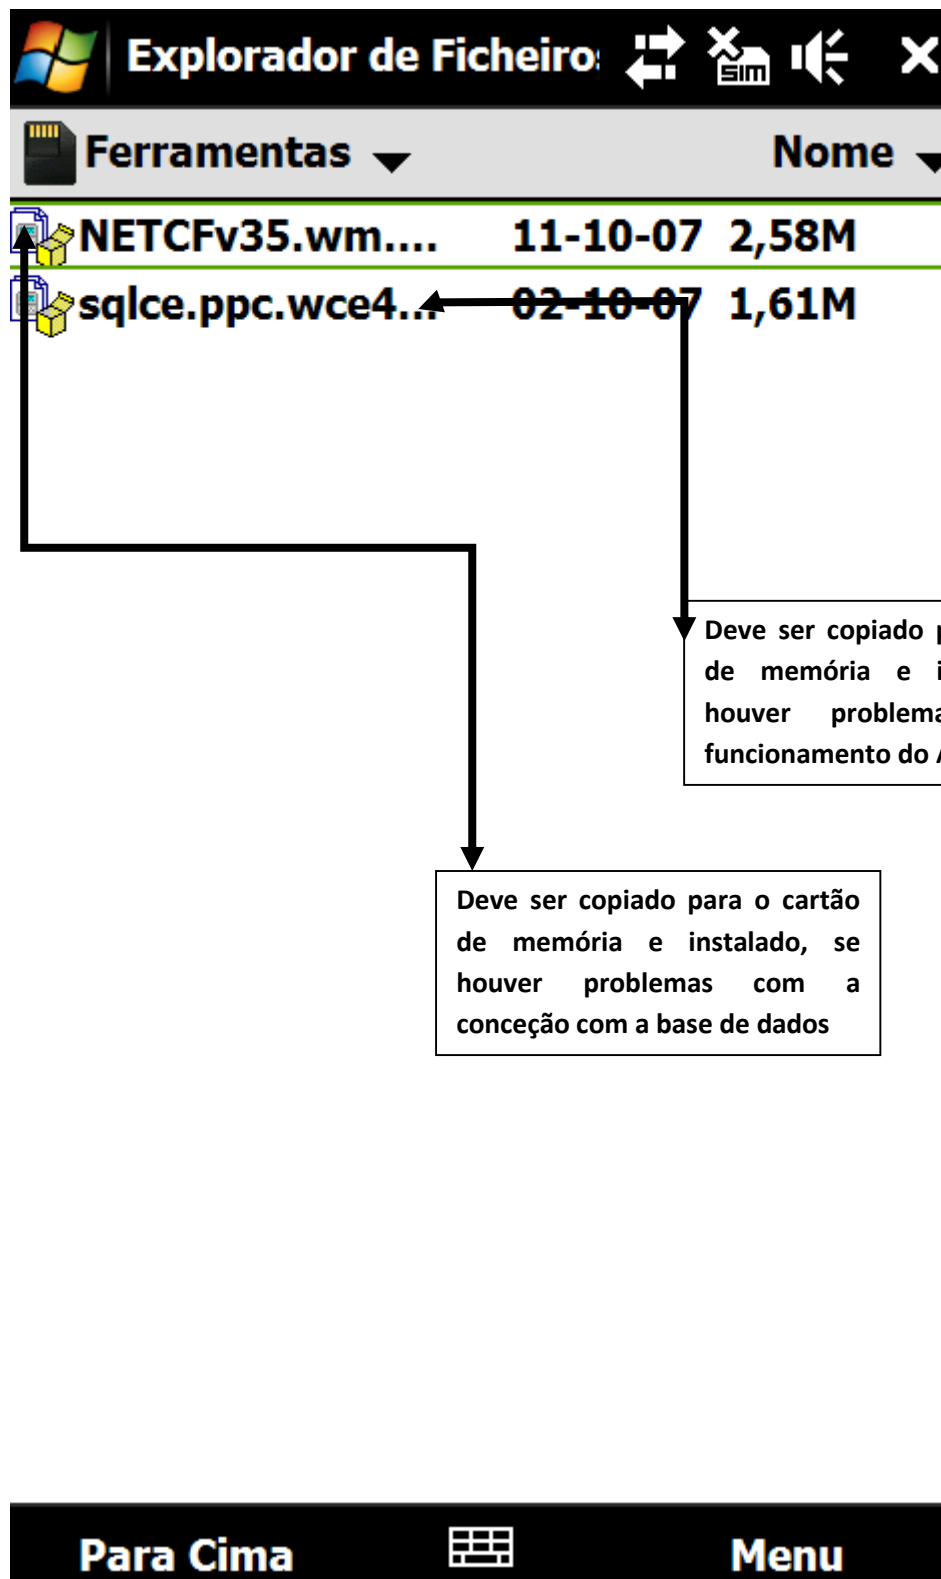 Explorador de Ficheiro
SIM
Ferramentas Nome
NETCFv35.wm.... 11-10-07 2,58M
sqlce.ppc.wce4... 02-10-07 1,61M
Deve ser copiado
de memória e
houver
funcionamento do
Deve ser copiado para o cartão
de memória e instalado, se
houver problemas com a
conceção com a base de dados
Para Cima Menu